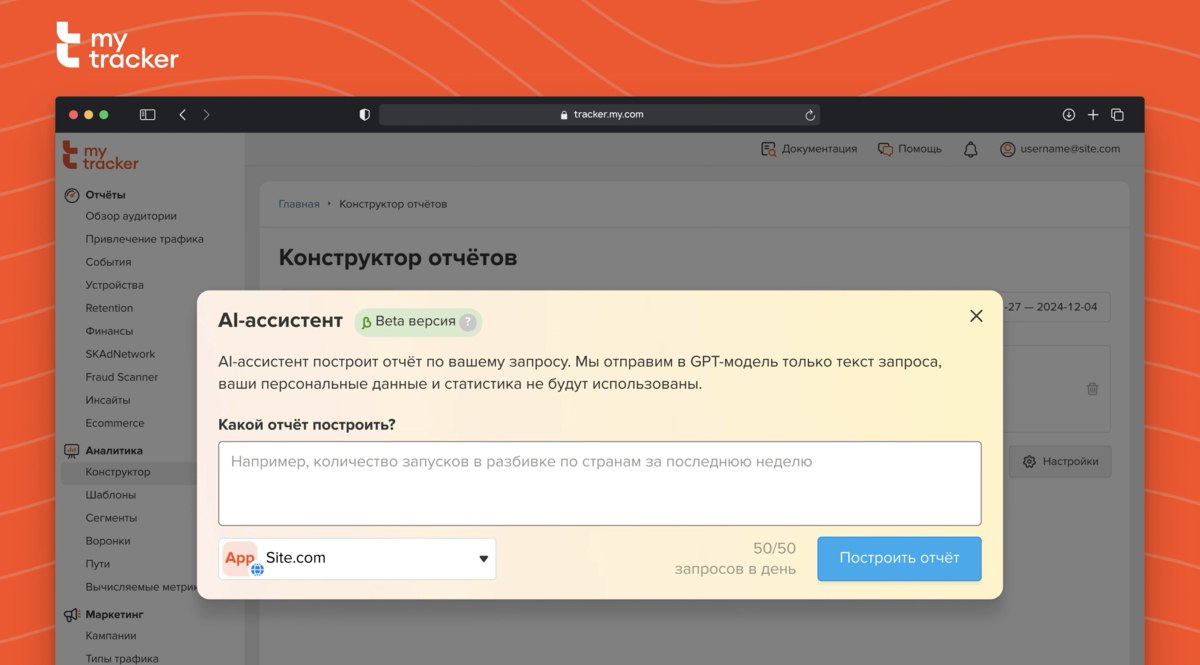 my
tracker
tracker.my.com
my
tracker
Документация
Помощь
username@site.com
Отчёты
Обзор аудитории
Привлечение трафика
События
Устройства
Retention
Финансы
SKAdNetwork
Fraud Scanner
Инсайты
Ecommerce
Аналитика
Конструктор
Шаблоны
Сегменты
Воронки
Пути
Вычисляемые метрик
Маркетинг
Кампании
Типы трафика
Главная ‣ Конструктор отчётов
Конструктор отчётов
-27 — 2024-12-04
Настройки
AI-ассистент
β Beta версия ?
AI-ассистент построит отчёт по вашему запросу. Мы отправим в GPT-модель только текст запроса,
ваши персональные данные и статистика не будут использованы.
Какой отчёт построить?
Например, количество запусков в разбивке по странам за последнюю неделю
App Site.com
50/50
запросов в день
Построить отчёт